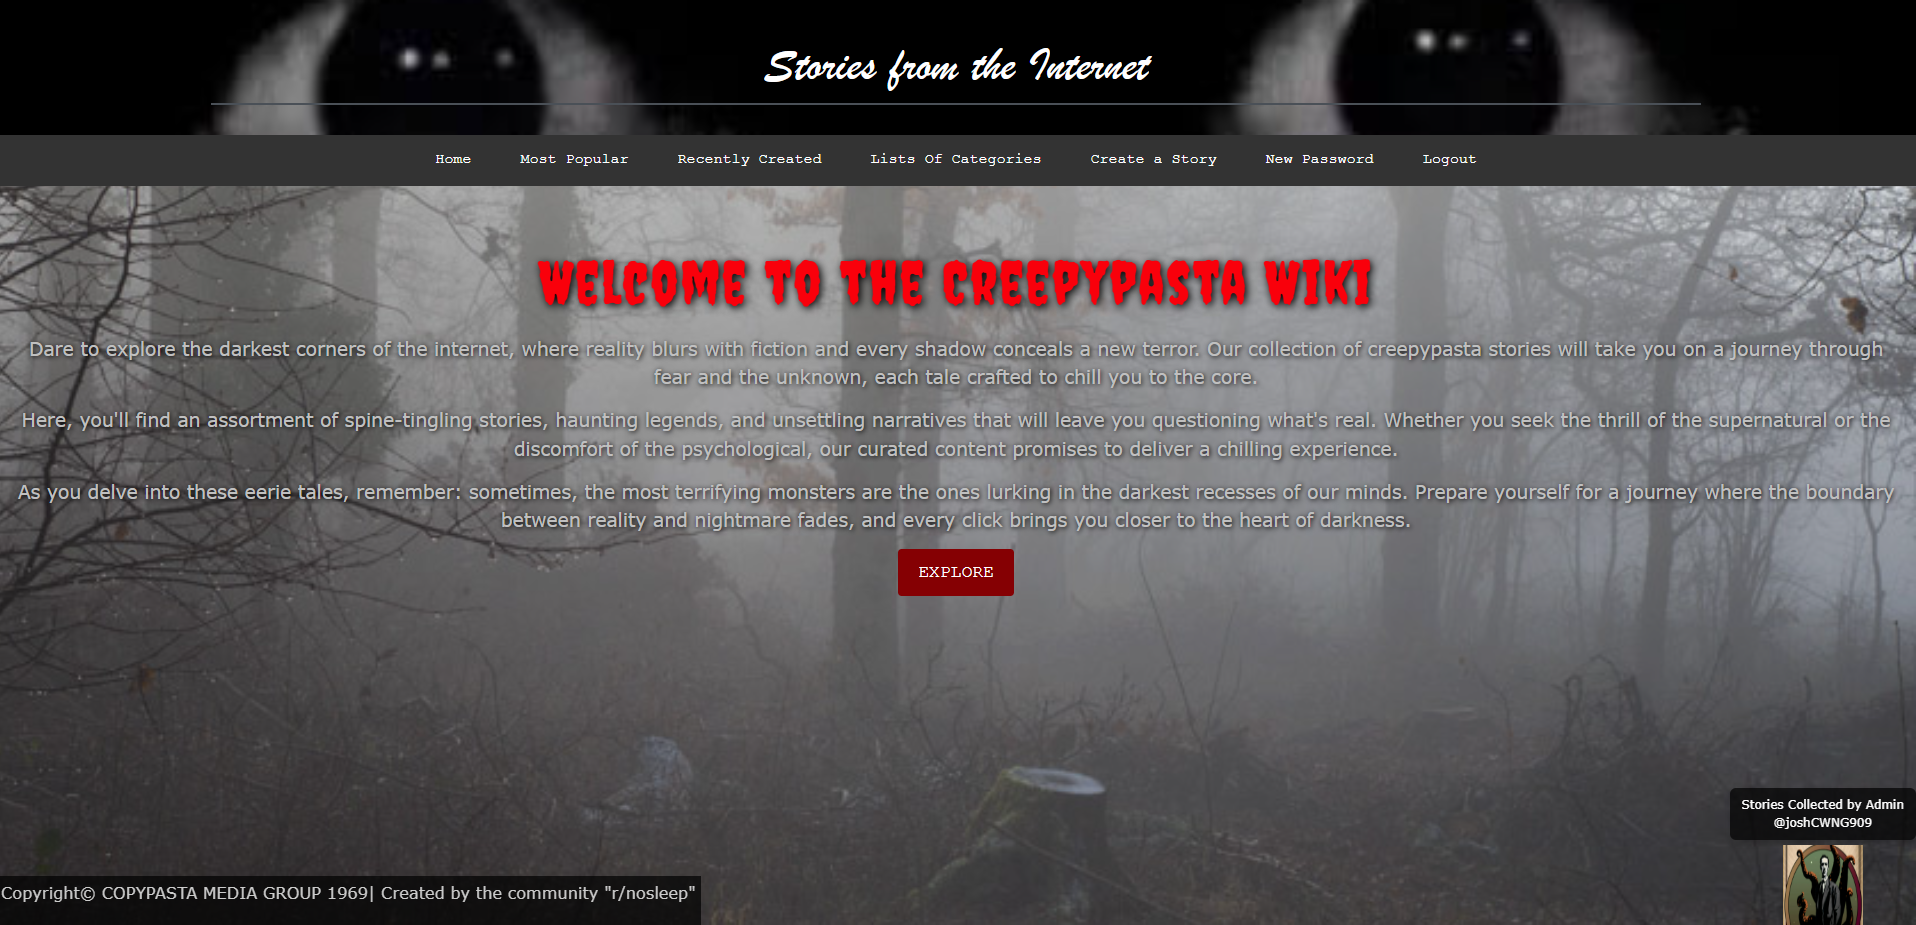 Stories from the Internet
Home Most Popular Recently Created Lists Of Categories Create a Story New Password Logout
WELCOME TO THE CREEPYPASTA WIKI
Dare to explore the darkest corners of the internet, where reality blurs with fiction and every shadow conceals a new terror. Our collection of creepypasta stories will take you on a journey through
fear and the unknown, each tale crafted to chill you to the core.
Here, you'll find an assortment of spine-tingling stories, haunting legends, and unsettling narratives that will leave you questioning what's real. Whether you seek the thrill of the supernatural or the
discomfort of the psychological, our curated content promises to deliver a chilling experience.
As you delve into these eerie tales, remember: sometimes, the most terrifying monsters are the ones lurking in the darkest recesses of our minds. Prepare yourself for a journey where the boundary
between reality and nightmare fades, and every click brings you closer to the heart of darkness.
EXPLORE
Stories Collected by Admin
@joshCWNG909
Copyright© COPYPASTA MEDIA GROUP 1969| Created by the community "r/nosleep"